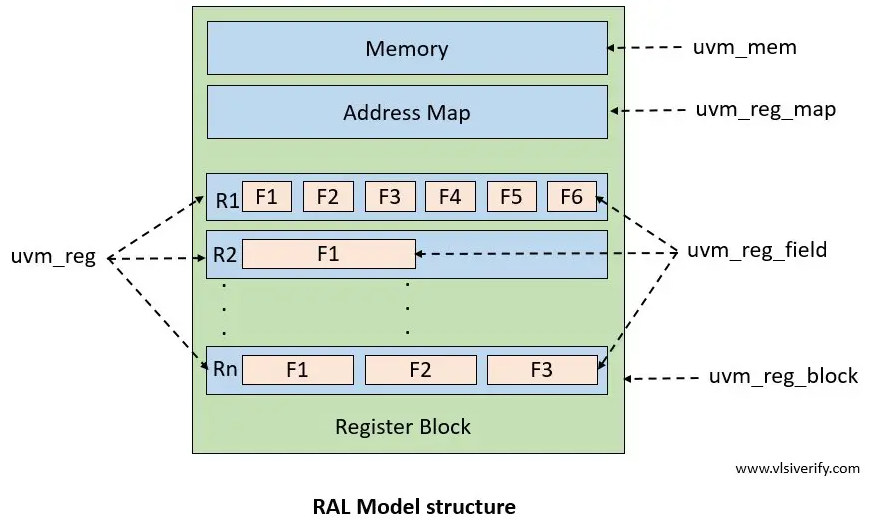 Memory
uvm_mem
Address Map
uvm_reg_map
R1 F1 F2 F3 F4 F5 F6
uvm_reg
R2 F1
uvm_reg_field
Rn F1 F2 F3
uvm_reg_block
Register Block
www.vlsiverify.com
RAL Model structure